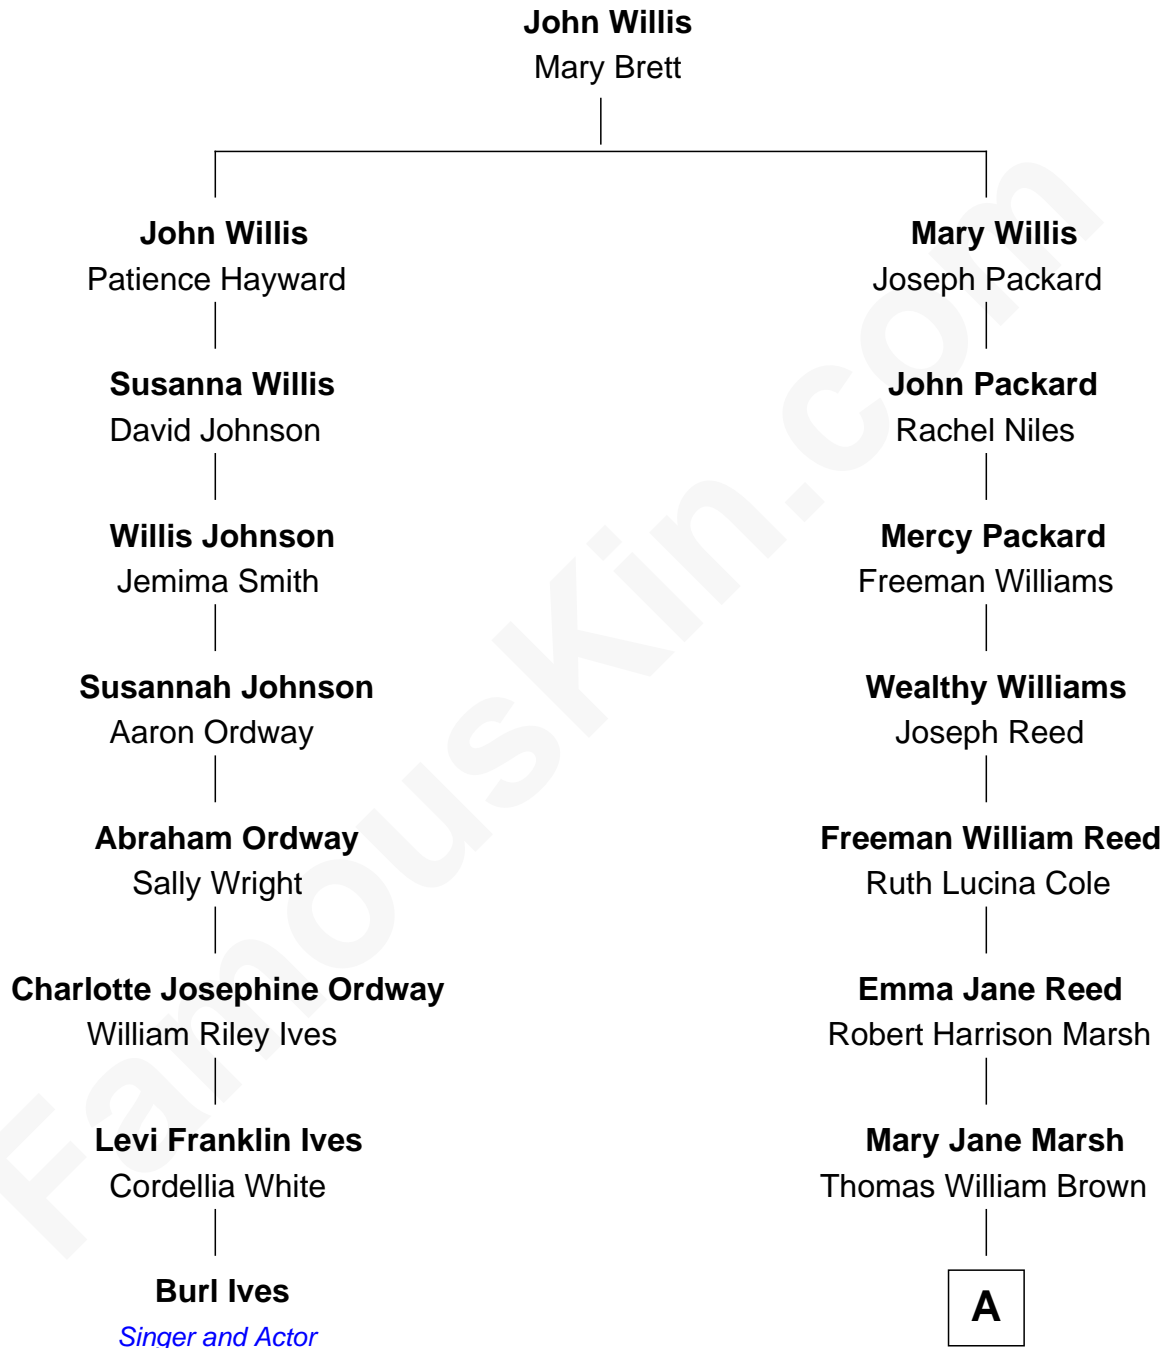 John Willis
Mary Brett
John Willis
Patience Hayward
Mary Willis
Joseph Packard
Susanna Willis
David Johnson
John Packard
Rachel Niles
Willis Johnson
Jemima Smith
Mercy Packard
Freeman Williams
Susannah Johnson
Aaron Ordway
Wealthy Williams
Joseph Reed
Abraham Ordway
Sally Wright
Freeman William Reed
Ruth Lucina Cole
Charlotte Josephine Ordway
William Riley Ives
Emma Jane Reed
Robert Harrison Marsh
Levi Franklin Ives
Cordellia White
Mary Jane Marsh
Thomas William Brown
Burl Ives
Singer and Actor
A
FamousKin.com